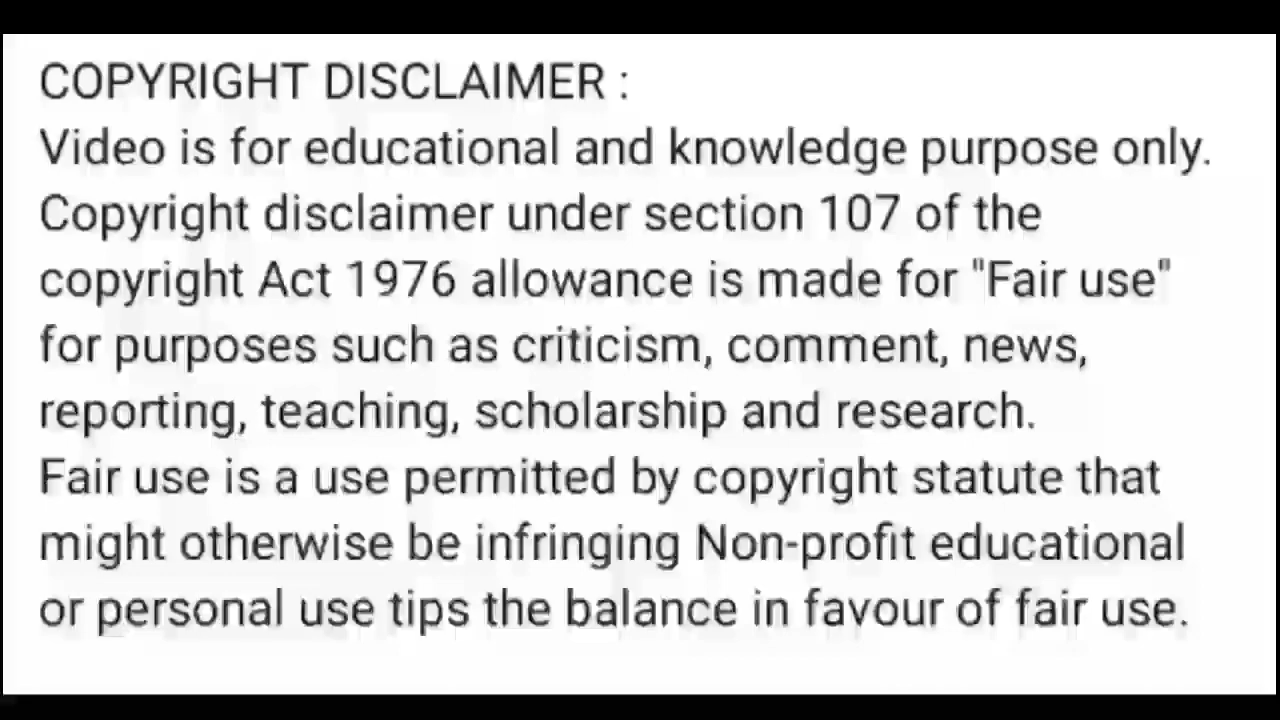 COPYRIGHT DISCLAIMER :
Video is for educational and knowledge purpose only.
Copyright disclaimer under section 107 of the
copyright Act 1976 allowance is made for "Fair use"
for purposes such as criticism, comment, news,
reporting, teaching, scholarship and research.
Fair use is a use permitted by copyright statute that
might otherwise be infringing Non-profit educational
or personal use tips the balance in favour of fair use.